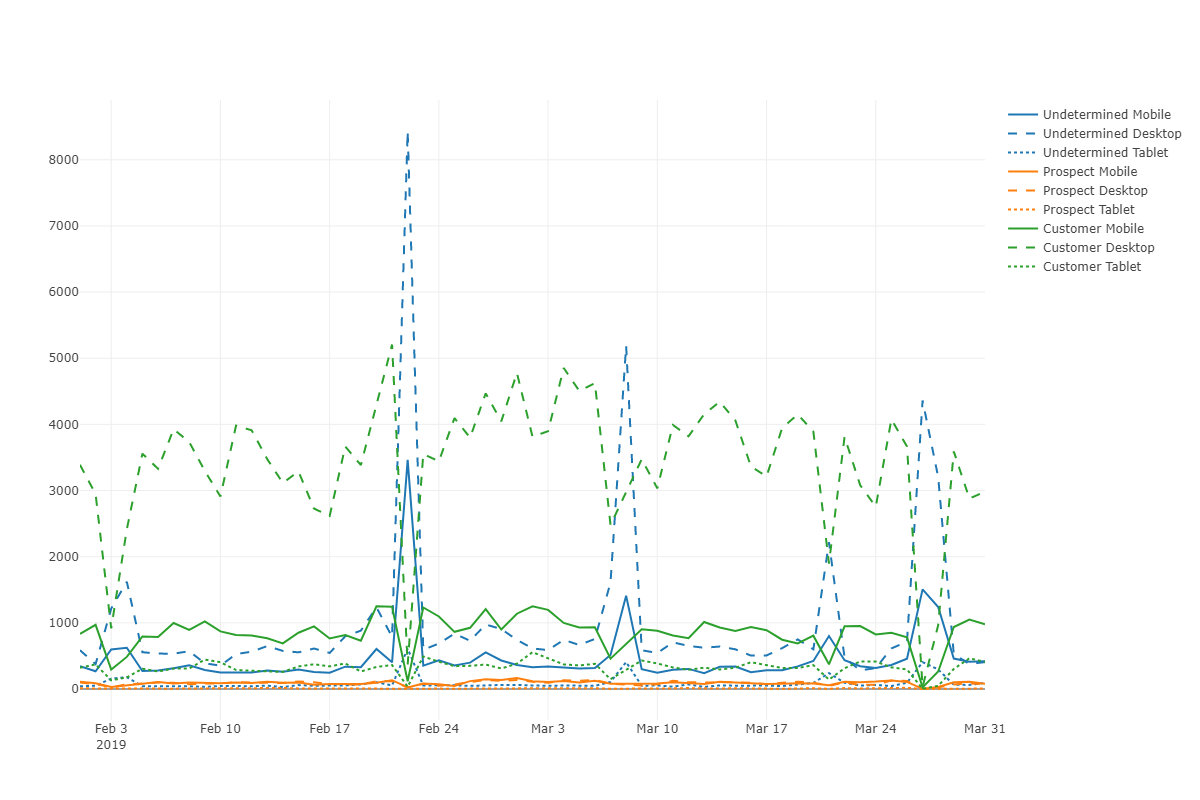 8000
7000
6000
5000
4000
3000
2000
1000
0
Feb 3
2019
Feb 10
Feb 17
Feb 24
Mar 3
Mar 10
Mar 17
Mar 24
Mar 31
Undetermined Mobile
Undetermined Desktop
Undetermined Tablet
Prospect Mobile
Prospect Desktop
Prospect Tablet
Customer Mobile
Customer Desktop
Customer Tablet